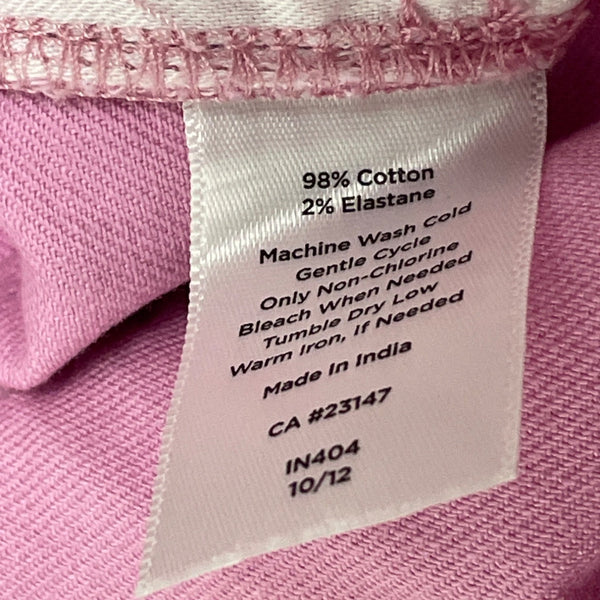 98% Cotton
2% Elastane
Machine Wash Cold
Gentle Cycle
Only Non-Chlorine
Bleach When Needed
Tumble Dry Low
Warm Iron, If Needed
Made In India
CA #23147
IN404
10/12